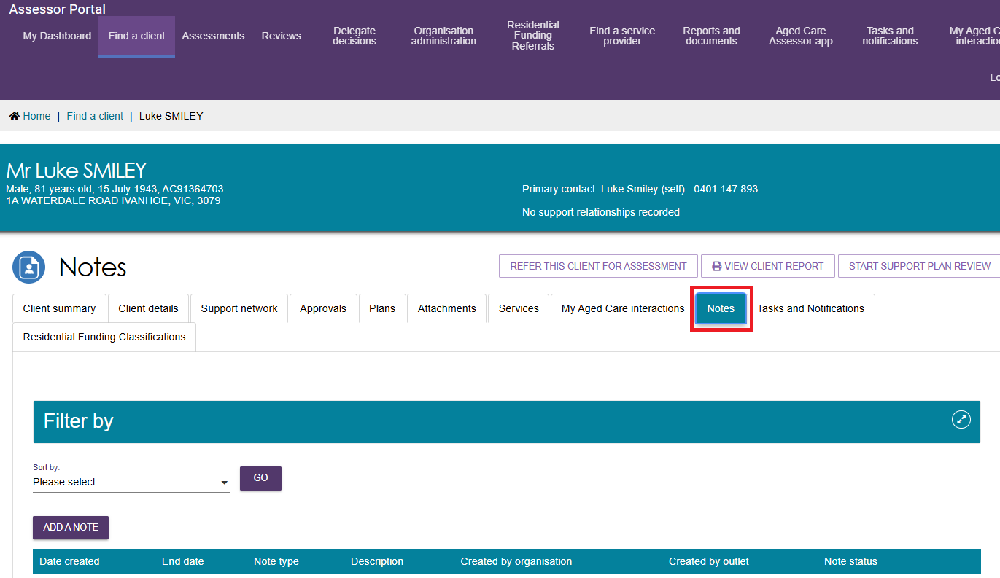 Assessor Portal
My Dashboard
Find a client
Assessments
Reviews
Delegate
decisions
Organisation
administration
Residential
Funding
Referrals
Find a service
provider
Reports and
documents
Aged Care
Assessor app
Tasks and
notifications
My Aged C
interaction
Lo
Home | Find a client | Luke SMILEY
Mr Luke SMILEY
Male, 81 years old, 15 July 1943, AC91364703
1A WATERDALE ROAD IVANHOE, VIC, 3079
Primary contact: Luke Smiley (self) - 0401 147 893
No support relationships recorded
Notes
REFER THIS CLIENT FOR ASSESSMENT
VIEW CLIENT REPORT
START SUPPORT PLAN REVIEW
Client summary
Client details
Support network
Approvals
Plans
Attachments
Services
My Aged Care interactions
Notes
Tasks and Notifications
Residential Funding Classifications
Filter by
Sort by:
Please select
GO
ADD A NOTE
Date created
End date
Note type
Description
Created by organisation
Created by outlet
Note status